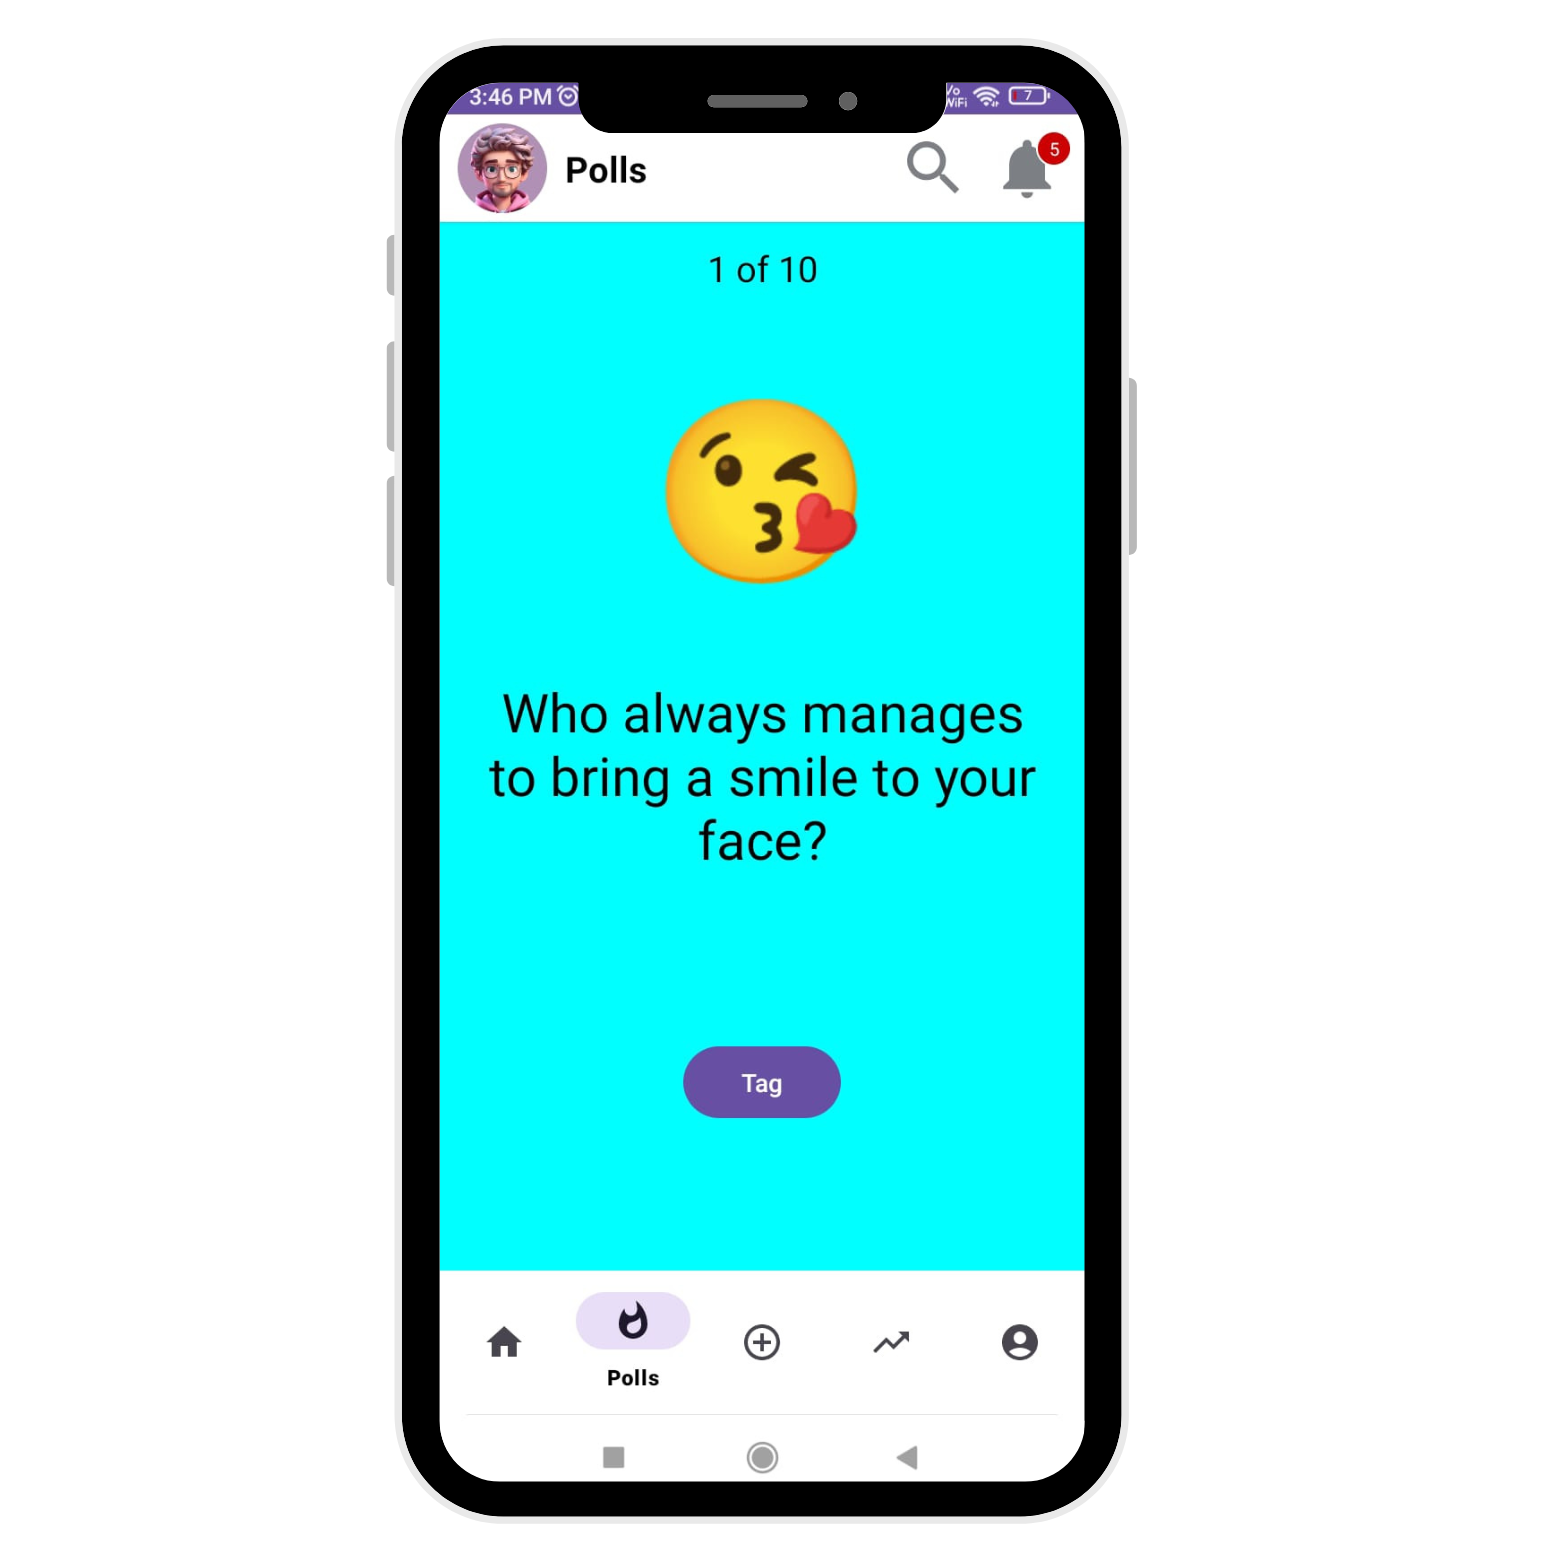 3:46 PM
WiFi
7
Polls
5
1 of 10
Who always manages
to bring a smile to your
face?
Tag
Polls